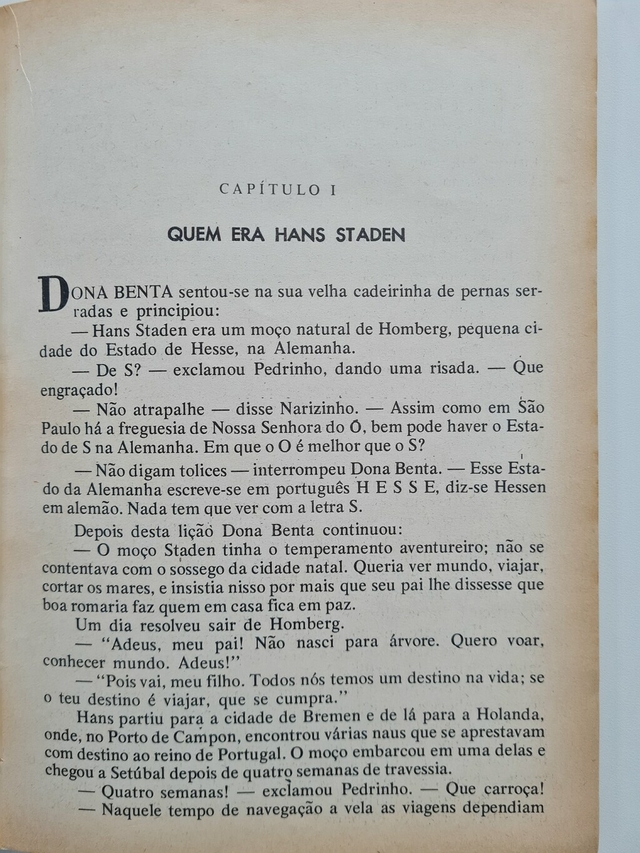 CAPÍTULO I
QUEM ERA HANS STADEN
DONA BENTA sentou-se na sua velha cadeirinha de pernas ser-
radas e principiou:
— Hans Staden era um moço natural de Homberg, pequena ci-
dade do Estado de Hesse, na Alemanha.
— De S? — exclamou Pedrinho, dando uma risada. — Que
engraçado!
— Não atrapalhe — disse Narizinho. — Assim como em São
Paulo há a freguesia de Nossa Senhora do Ó, bem pode haver o Esta-
do de S na Alemanha. Em que o O é melhor que o S?
— Não digam tolices — interrompeu Dona Benta. — Esse Esta-
do da Alemanha escreve-se em português H E S S E, diz-se Hessen
em alemão. Nada tem que ver com a letra S.
Depois desta lição Dona Benta continuou:
— O moço Staden tinha o temperamento aventureiro; não se
contentava com o sossego da cidade natal. Queria ver mundo, viajar,
cortar os mares, e insistia nisso por mais que seu pai lhe dissesse que
boa romaria faz quem em casa fica em paz.
Um dia resolveu sair de Homberg.
— “Adeus, meu pai! Não nasci para árvore. Quero voar,
conhecer mundo. Adeus!”
— “Pois vai, meu filho. Todos nós temos um destino na vida; se
o teu destino é viajar, que se cumpra.”
Hans partiu para a cidade de Bremen e de lá para a Holanda,
onde, no Porto de Campon, encontrou várias naus que se aprestavam
com destino ao reino de Portugal. O moço embarcou em uma delas e
chegou a Setúbal depois de quatro semanas de travessia.
— Quatro semanas! — exclamou Pedrinho. — Que carroça!
— Naquele tempo de navegação a vela as viagens dependiam